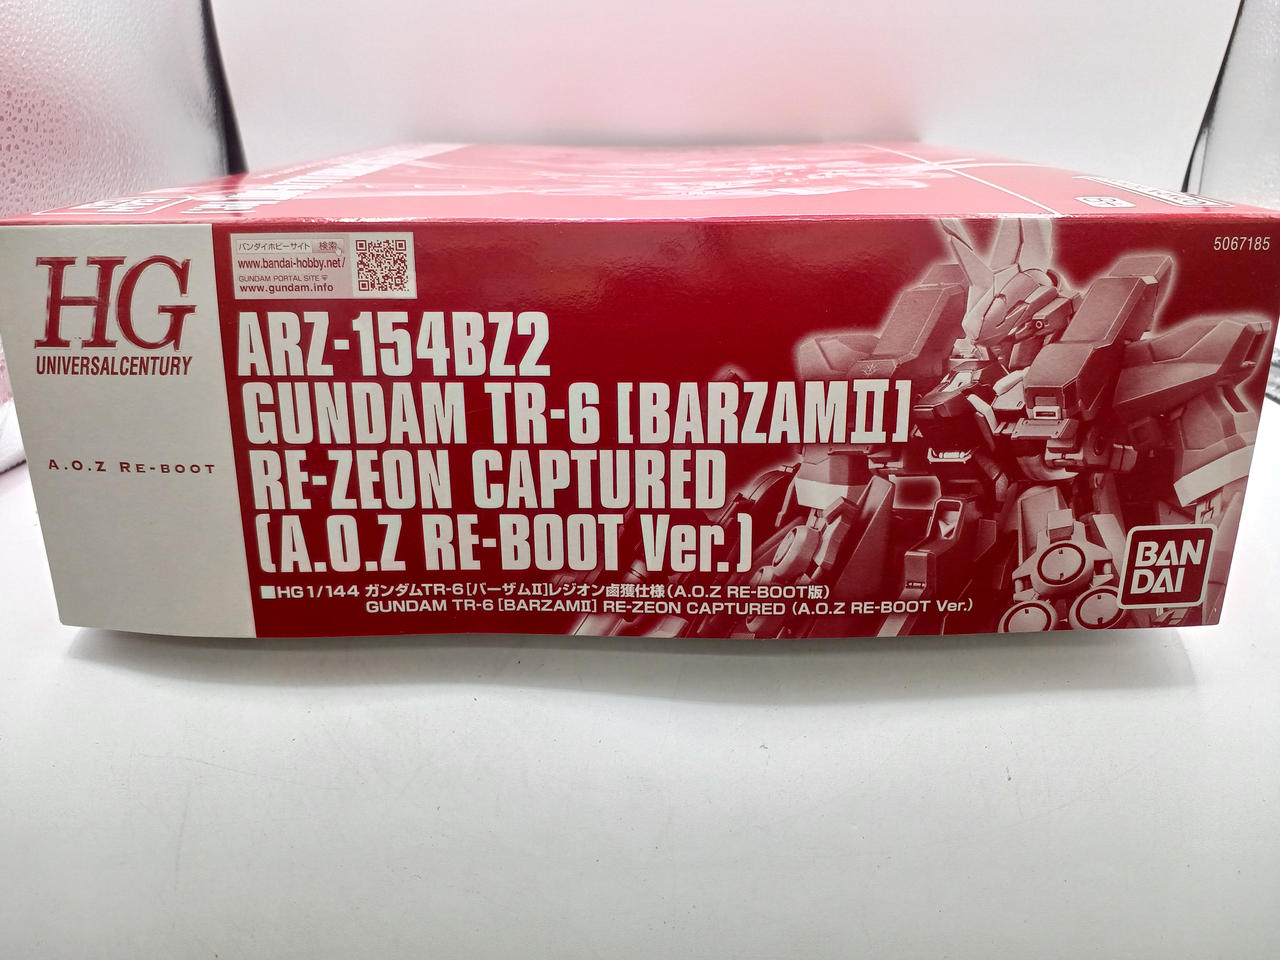 HG
UNIVERSAL CENTURY
A.O.Z RE-BOOT
バンダイホビーサイト 検索
www.bandai-hobby.net/
GUNDAM PORTAL SITE
www.gundam.info
5067185
ARZ-154BZ2
GUNDAM TR-6 [BARZAMⅡ]
RE-ZEON CAPTURED
(A.O.Z RE-BOOT Ver.)
■HG 1/144 ガンダムTR-6[バーザムⅡ]レジオン鹵獲仕様(A.O.Z RE-BOOT版)
GUNDAM TR-6 [BARZAMⅡ] RE-ZEON CAPTURED (A.O.Z RE-BOOT Ver.)
BAN
DAI